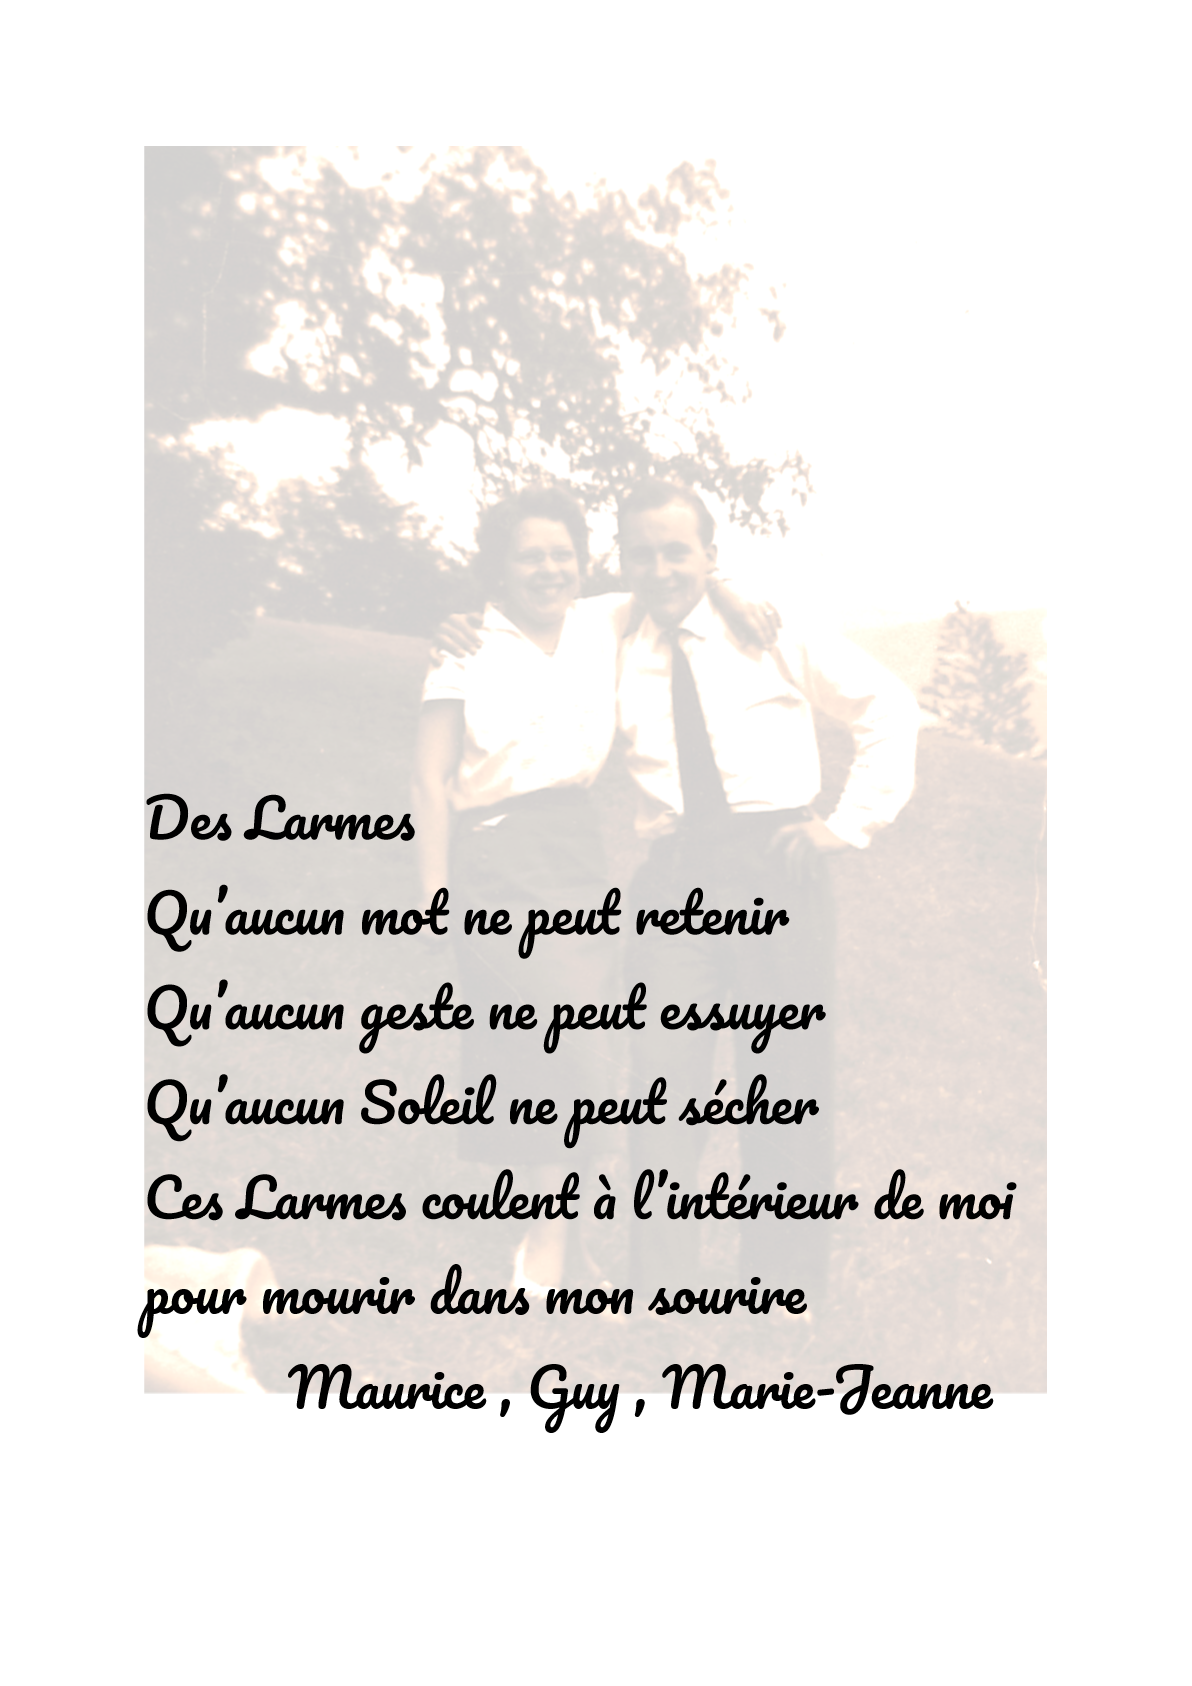 Des Larmes
Qu'aucun mot ne peut retenir
Qu'aucun geste ne peut essuyer
Qu'aucun Soleil ne peut sécher
Ces Larmes coulent à l'intérieur de moi
pour mourir dans mon sourire
Maurice , Guy , Marie-Jeanne